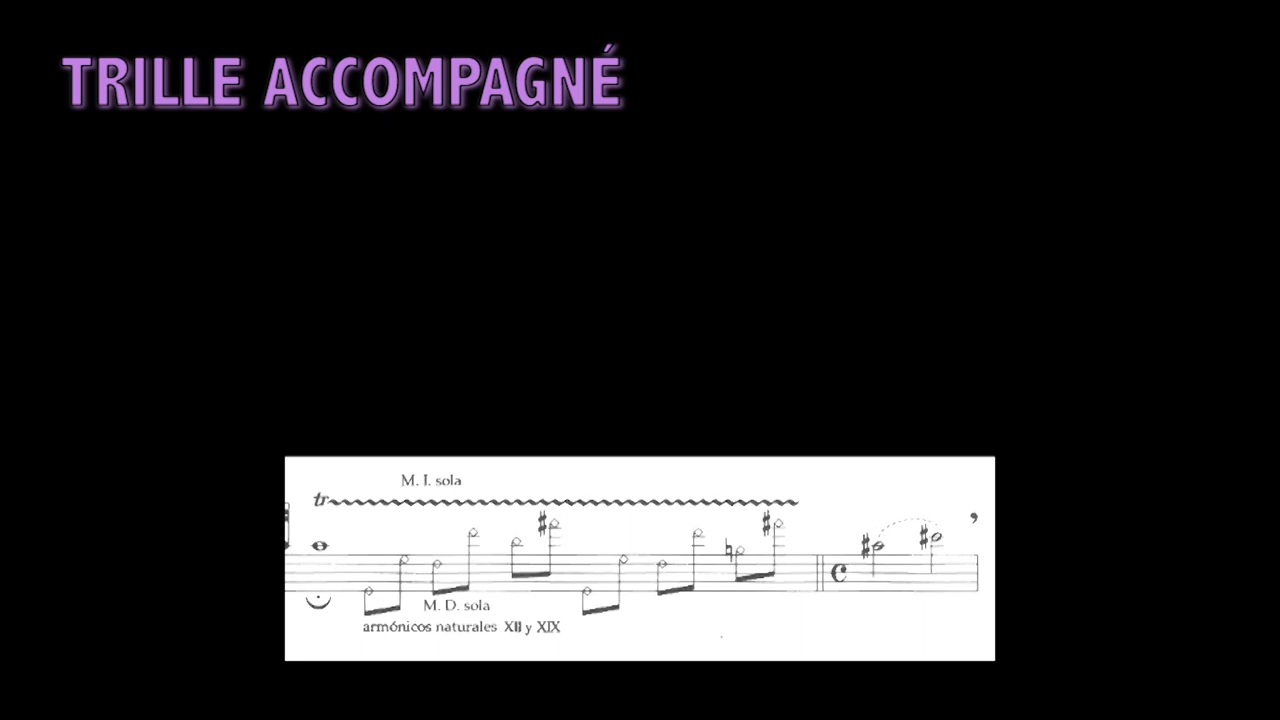 TRILLE ACCOMPAGNÉ
M. I. sola
tr
M. D. sola
armónicos naturales XII y XIX